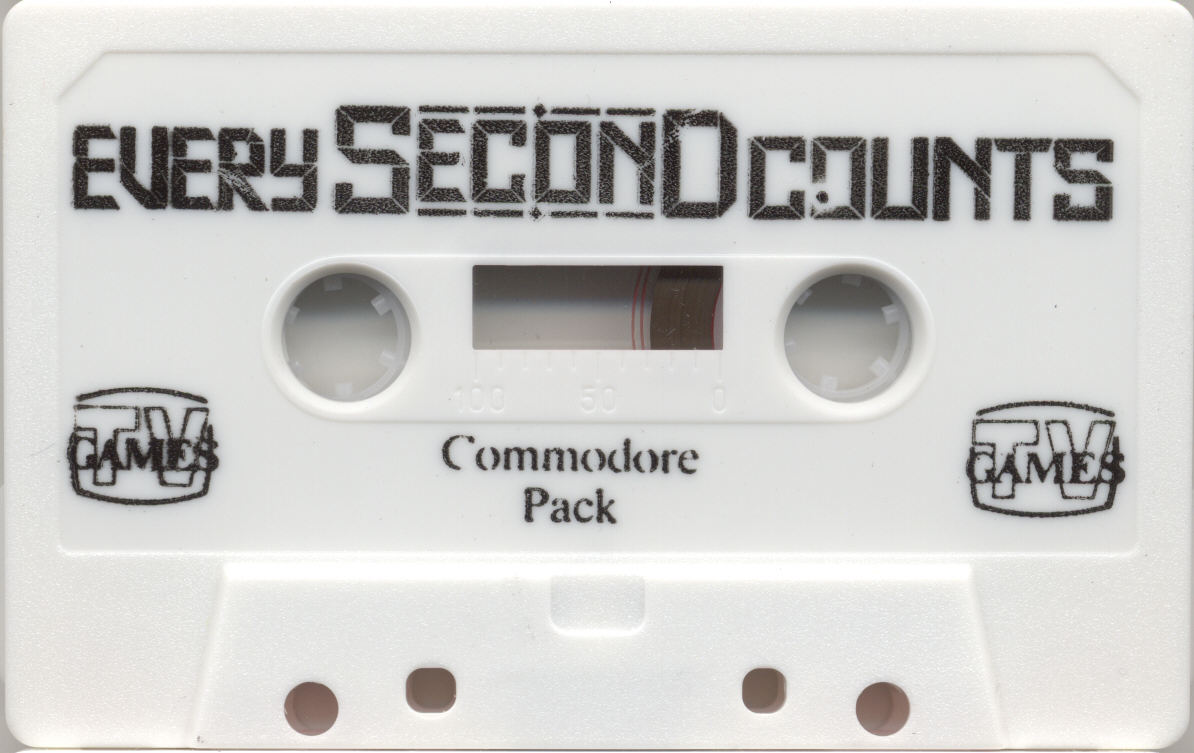 EVERY SECOND COUNTS
100 50 0
TV GAMES
Commodore
Pack
TV GAMES